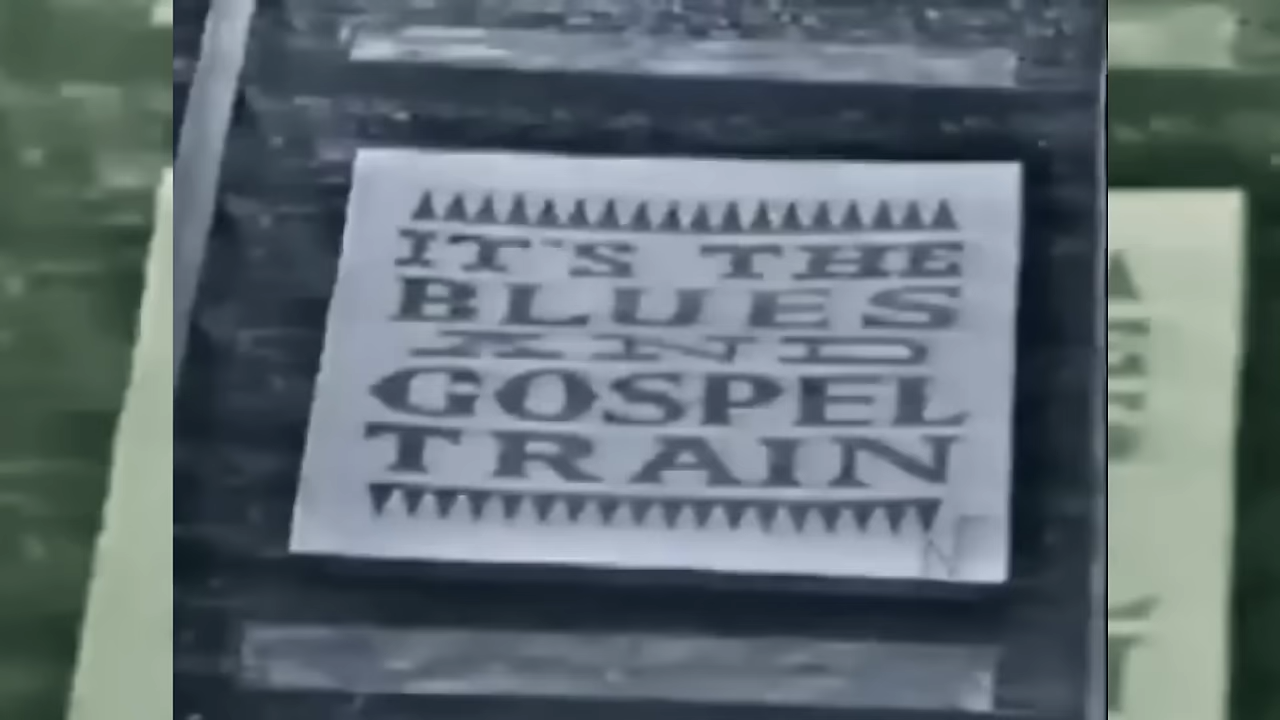 IT'S THE
BLUES
AND
GOSPEL
TRAIN